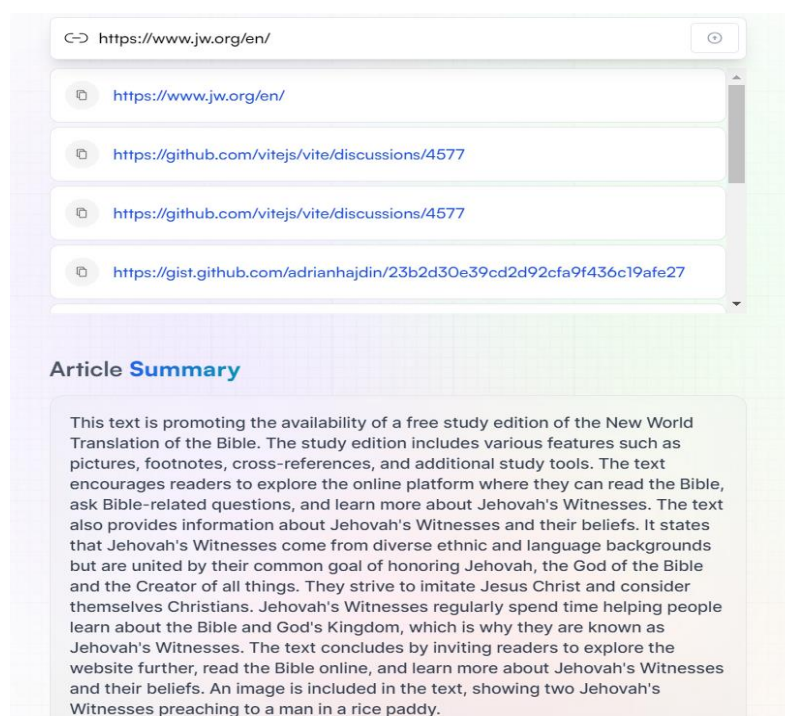 https://www.jw.org/en/
https://www.jw.org/en/
https://github.com/vitejs/vite/discussions/4577
https://github.com/vitejs/vite/discussions/4577
https://gist.github.com/adrianhajdin/23b2d30e39cd2d92cfa9f436c19afe27
Article Summary
This text is promoting the availability of a free study edition of the New World
Translation of the Bible. The study edition includes various features such as
pictures, footnotes, cross-references, and additional study tools. The text
encourages readers to explore the online platform where they can read the Bible,
ask Bible-related questions, and learn more about Jehovah's Witnesses. The text
also provides information about Jehovah's Witnesses and their beliefs. It states
that Jehovah's Witnesses come from diverse ethnic and language backgrounds
but are united by their common goal of honoring Jehovah, the God of the Bible
and the Creator of all things. They strive to imitate Jesus Christ and consider
themselves Christians. Jehovah's Witnesses regularly spend time helping people
learn about the Bible and God's Kingdom, which is why they are known as
Jehovah's Witnesses. The text concludes by inviting readers to explore the
website further, read the Bible online, and learn more about Jehovah's Witnesses
and their beliefs. An image is included in the text, showing two Jehovah's
Witnesses preaching to a man in a rice paddy.